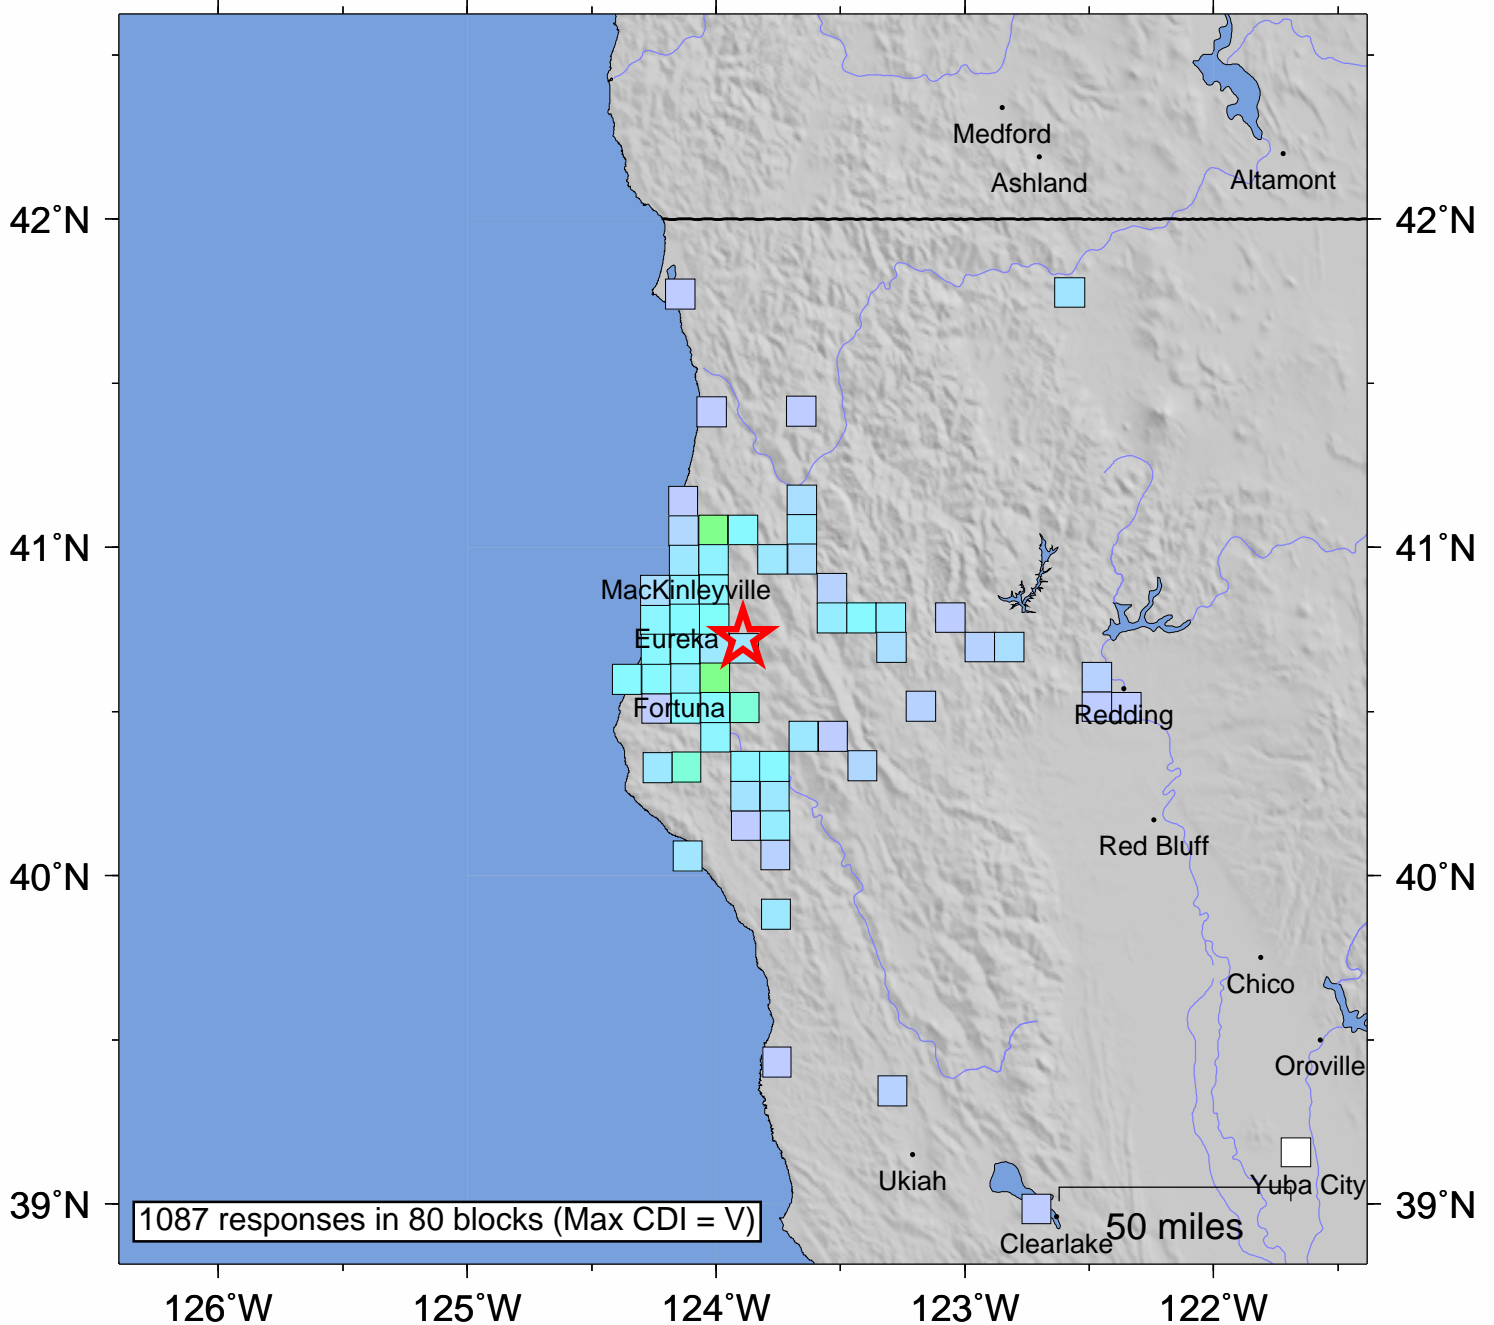 Medford
Ashland
Altamont
42˚N
42˚N
41˚N
41˚N
MacKinleyville
Eureka
Fortuna
Redding
Red Bluff
40˚N
40˚N
Chico
Oroville
Ukiah
Yuba City
39˚N
39˚N
1087 responses in 80 blocks (Max CDI = V)
50 miles
Clearlake
126˚W
125˚W
124˚W
123˚W
122˚W